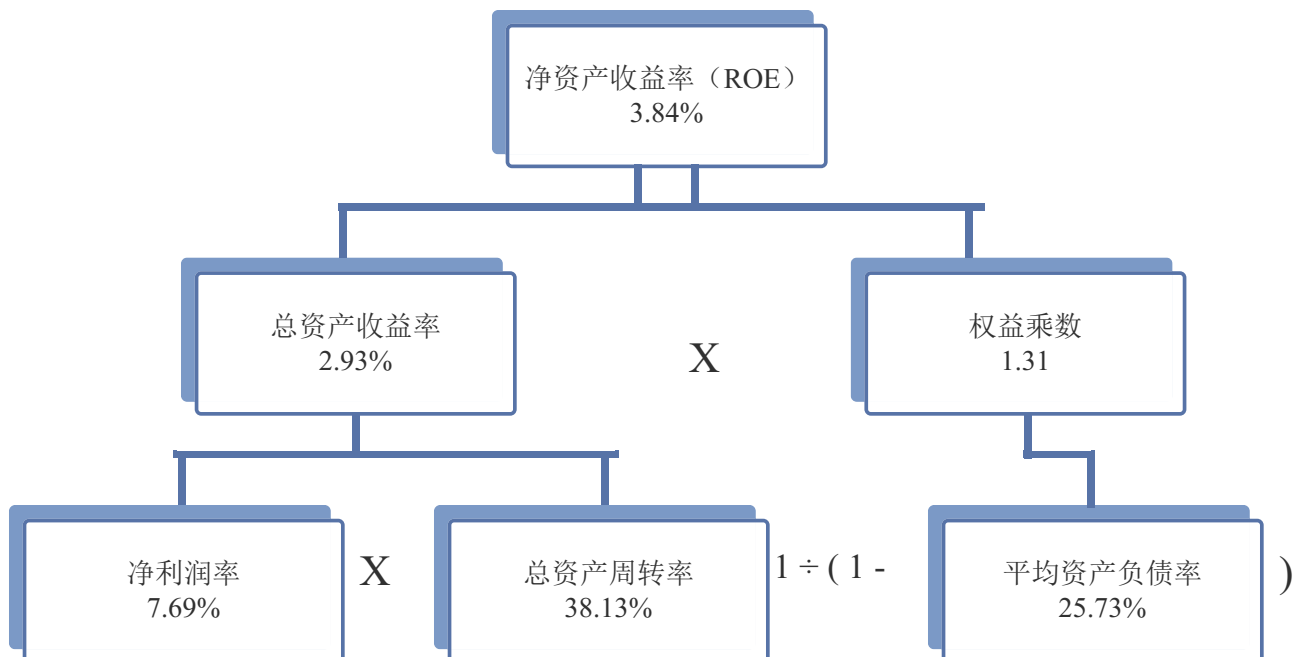 净资产收益率（ROE）
3.84%
总资产收益率
2.93%
X
权益乘数
1.31
净利润率
7.69%
X
总资产周转率
38.13%
1 ÷ ( 1 -
平均资产负债率
25.73%
)